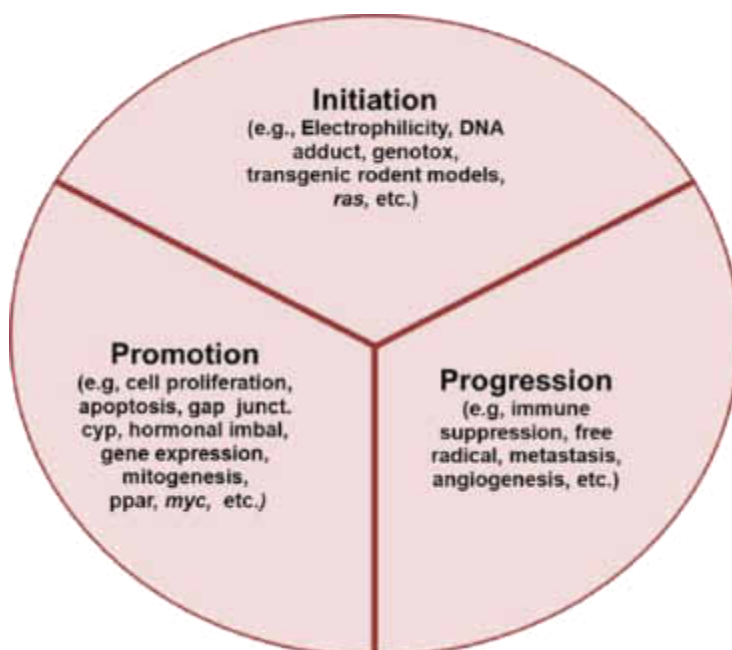 Initiation
(e.g., Electrophilicity, DNA
adduct, genotox,
transgenic rodent models,
ras, etc.)
Promotion
(e.g, cell proliferation,
apoptosis, gap junct.
cyp, hormonal imbal,
gene expression,
mitogenesis,
ppar, myc, etc.)
Progression
(e.g, immune
suppression, free
radical, metastasis,
angiogenesis, etc.)